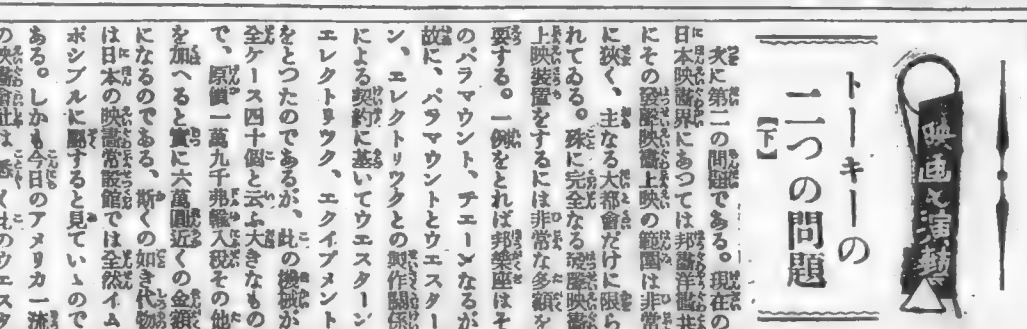 映画と演芸
トーキーの
二つの問題
【下】
次に第二の問題である。現在の
日本映畵界にあつては邦畵洋畵共
にその發聲映畵上映の範圍は非常
に狹く、主なる大都會だけに限ら
れてゐる。殊に完全なる發聲映畵
上映裝置をするには非常な多額を
要する。一例をとれば邦樂座はそ
のパラマウント、チエーンなるが
故に、パラマウントとウエスター
ン、エレクトリツクとの製作關係
による契約に基いてウエスターン
エレクトリツク、エクイプメント
をとつたのであるが、此の機械が
全ケース四十個と云ふ大きなもの
で、原價一萬九千弗輸入税その他
を加へると實に六萬圓近くの金額
になるのである、斯くの如き代物
は日本の映畵常設館では全然イム
ポシブルに屬すると見ていゝので
ある。しかも今日のアメリカ一流
の映畵會社は悉く此のウエスタ